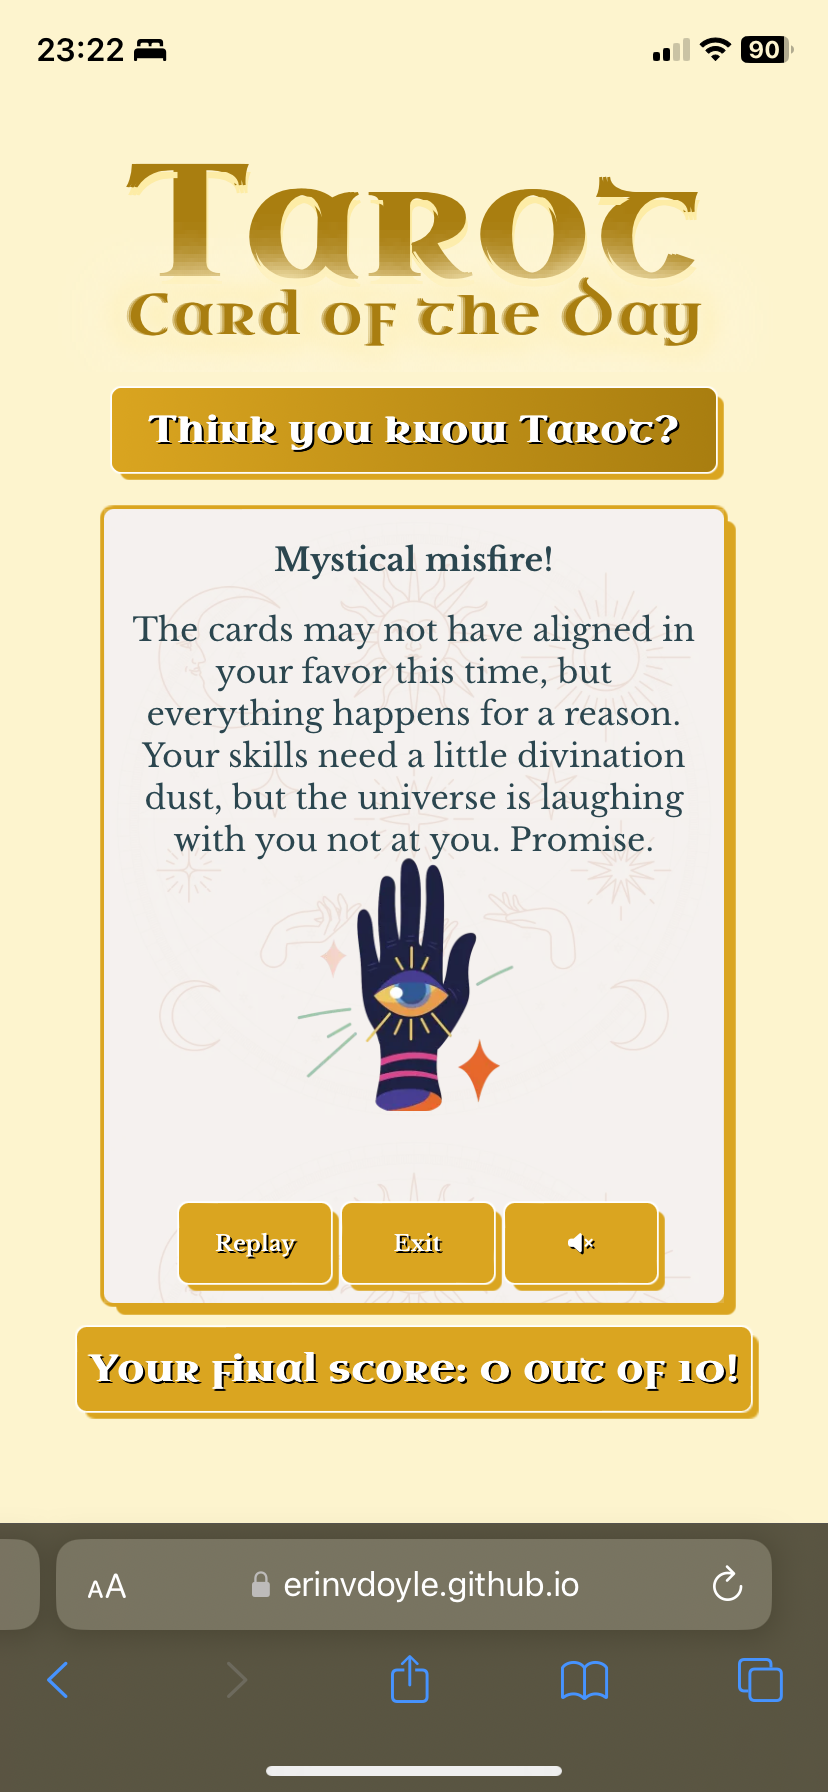 23:22
90
Tarot
Card of the Day
Think you know Tarot?
Mystical misfire!
The cards may not have aligned in
your favor this time, but
everything happens for a reason.
Your skills need a little divination
dust, but the universe is laughing
with you not at you. Promise.
Replay
Exit
Your final score: 0 out of 10!
AA
erinvdoyle.github.io